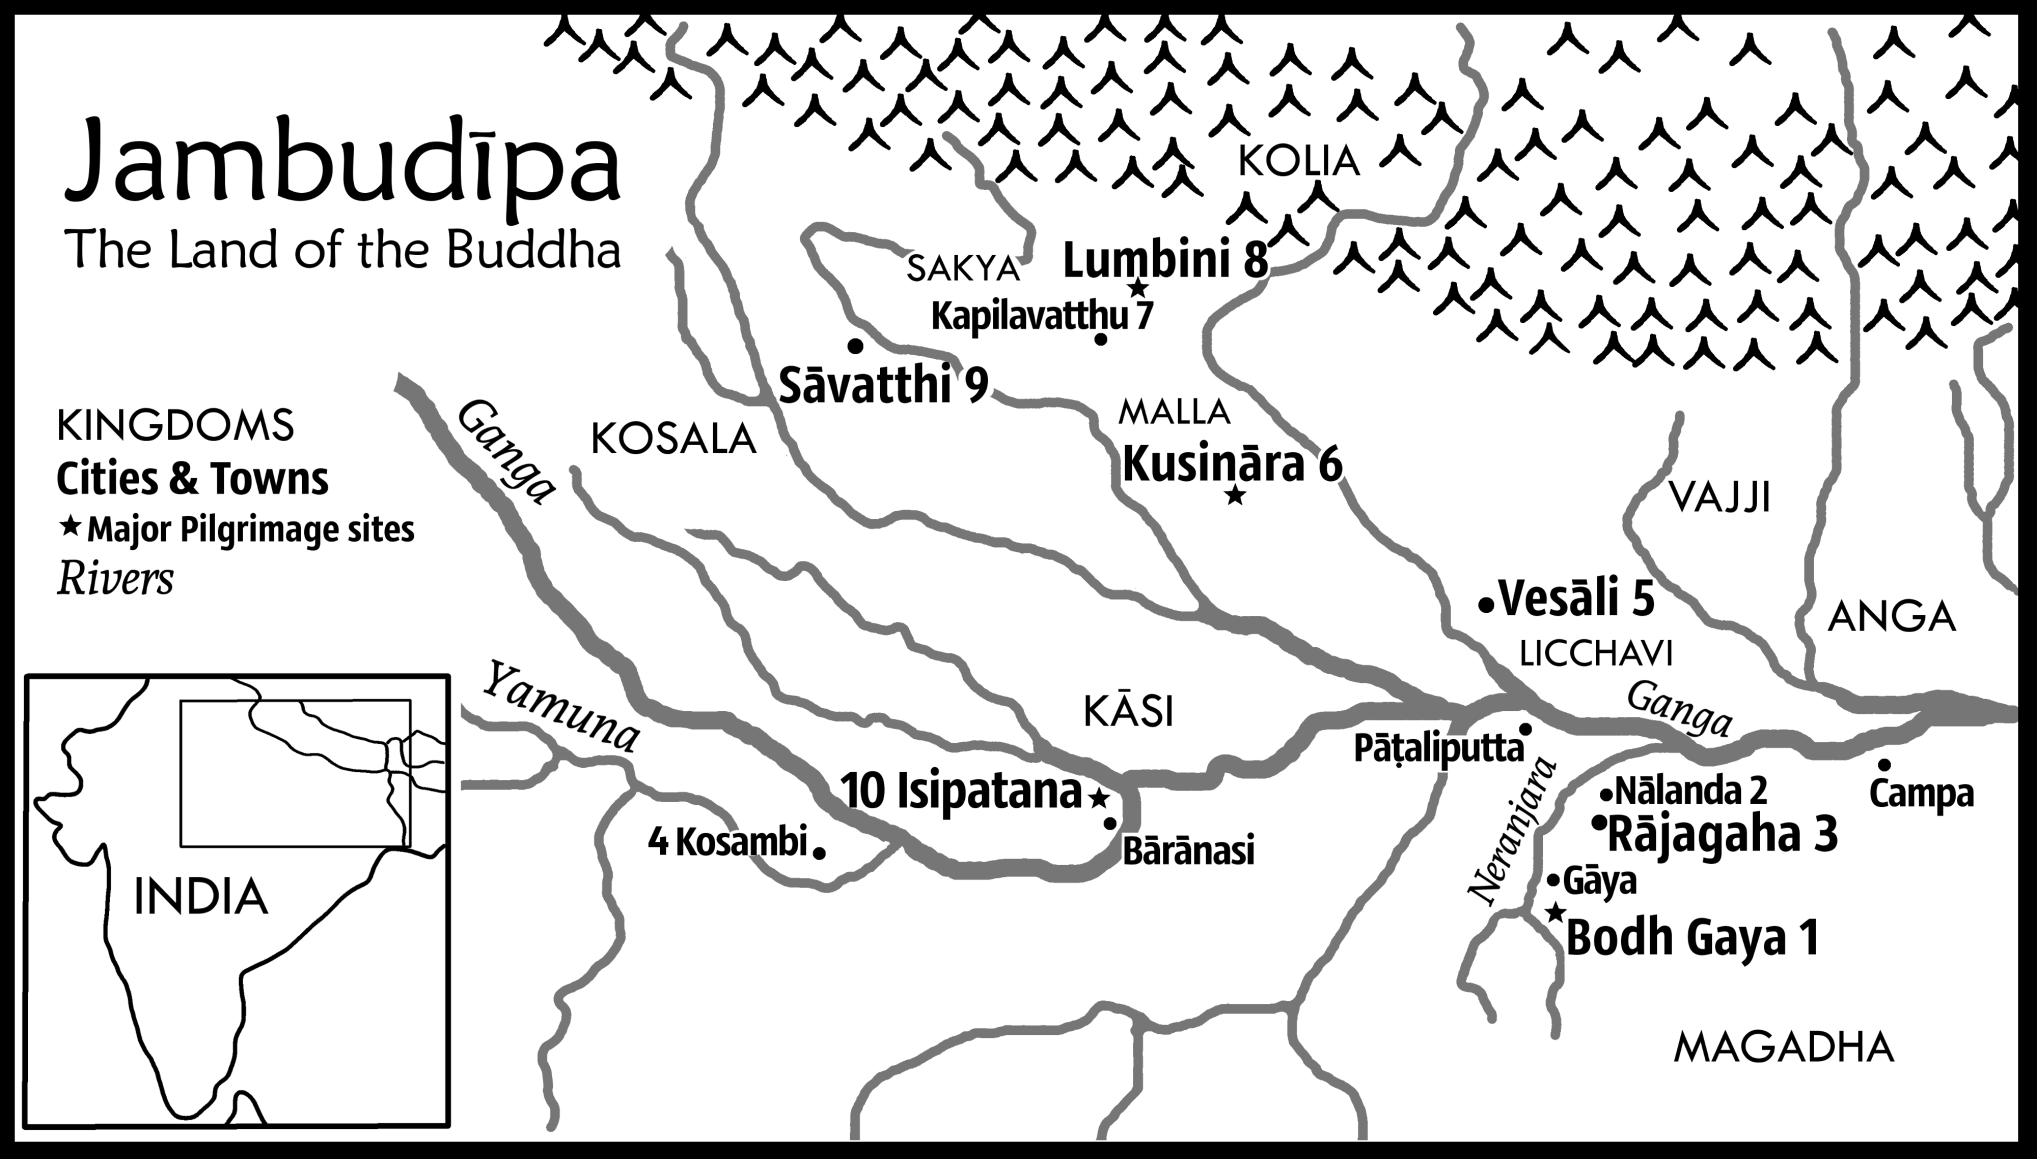 Jambudīpa
The Land of the Buddha
KINGDOMS
Cities & Towns
★ Major Pilgrimage sites
Rivers
INDIA
KOLIA
SAKYA
Lumbini 8
Kapilavatthu 7
Sāvatthi 9
Ganga
KOSALA
MALLA
Kusināra 6
VAJJI
Vesāli 5
ANGA
LICCHAVI
Yamuna
KĀSI
Ganga
Pāṭaliputta
Neranjara
10 Isipatana
Nālanda 2
Campa
4 Kosambi
Bārānasi
Rājagaha 3
Gāya
Bodh Gaya 1
MAGADHA